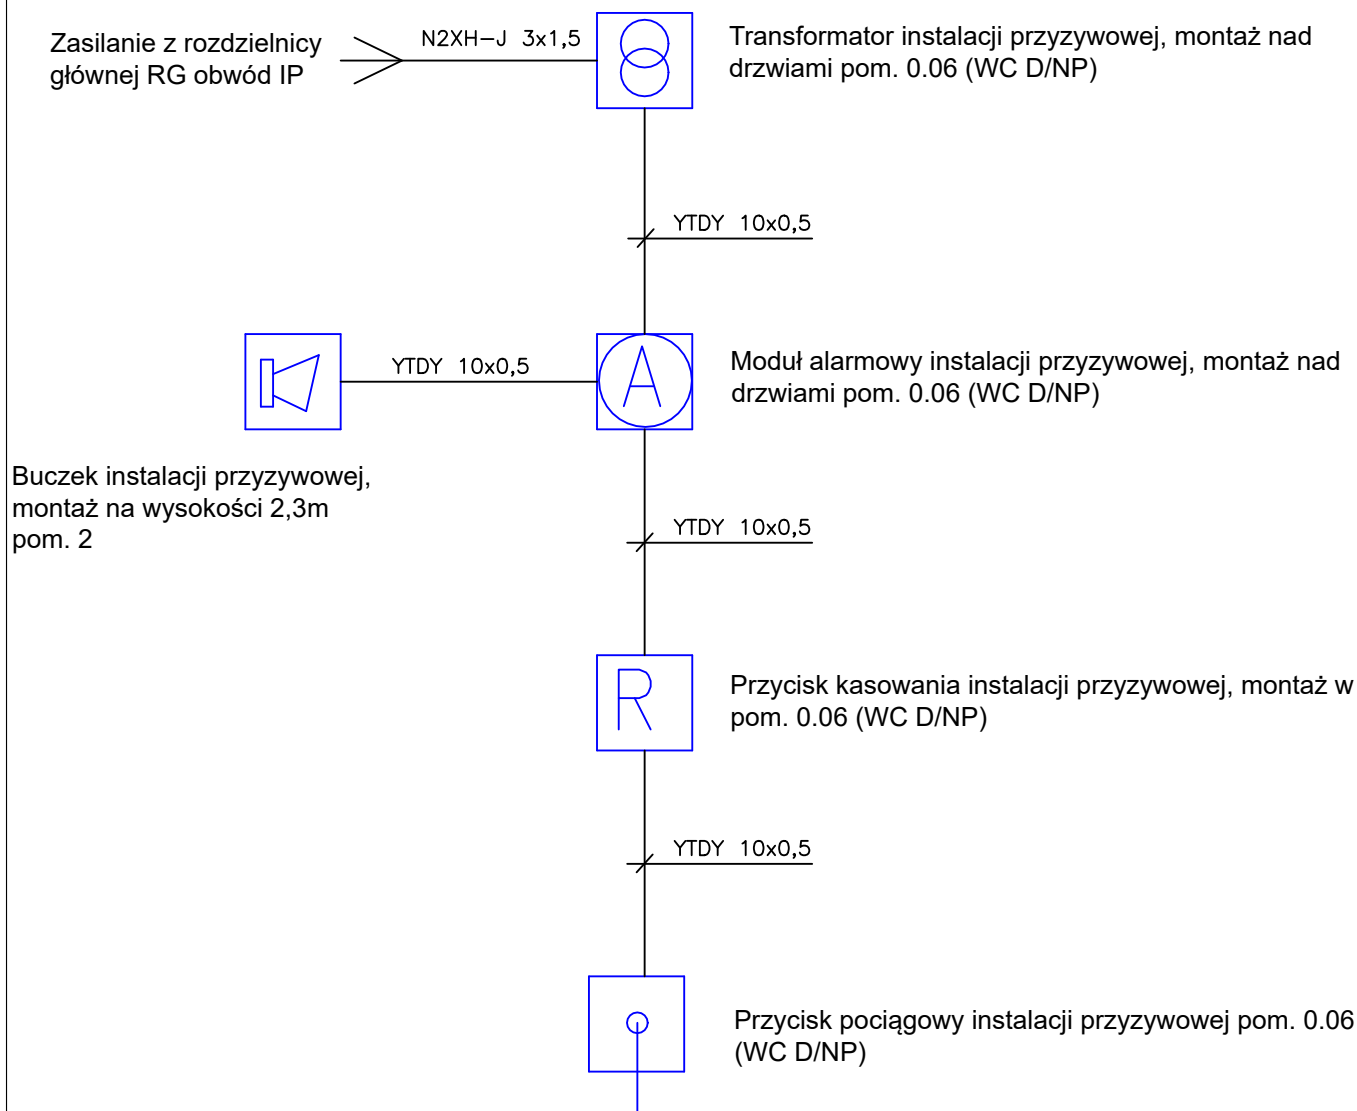 Zasilanie z rozdzielnicy
głównej RG obwód IP
N2XH-J 3x1,5
Transformator instalacji przyzywowej, montaż nad
drzwiami pom. 0.06 (WC D/NP)
YTDY 10x0,5
YTDY 10x0,5
A
Moduł alarmowy instalacji przyzywowej, montaż nad
drzwiami pom. 0.06 (WC D/NP)
Buczek instalacji przyzywowej,
montaż na wysokości 2,3m
pom. 2
YTDY 10x0,5
R
Przycisk kasowania instalacji przyzywowej, montaż w
pom. 0.06 (WC D/NP)
YTDY 10x0,5
Przycisk pociągowy instalacji przyzywowej pom. 0.06
(WC D/NP)